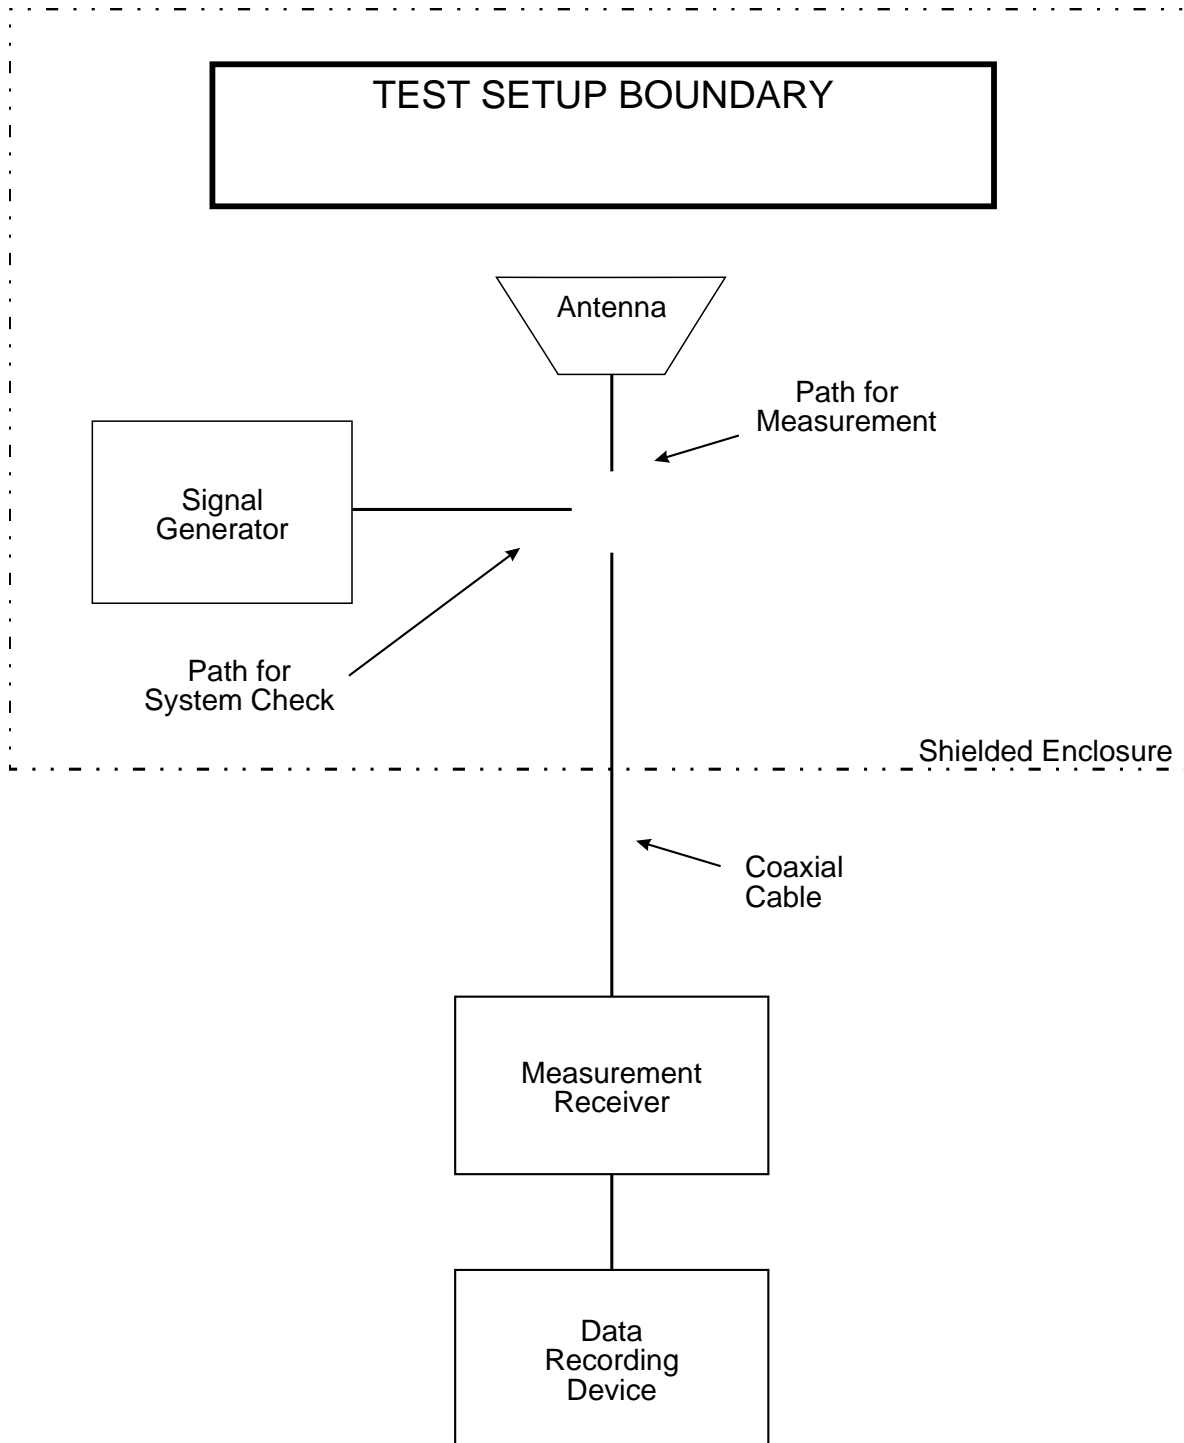 TEST SETUP BOUNDARY
Antenna
Path for
Measurement
Signal
Generator
Path for
System Check
Shielded Enclosure
Coaxial
Cable
Measurement
Receiver
Data
Recording
Device